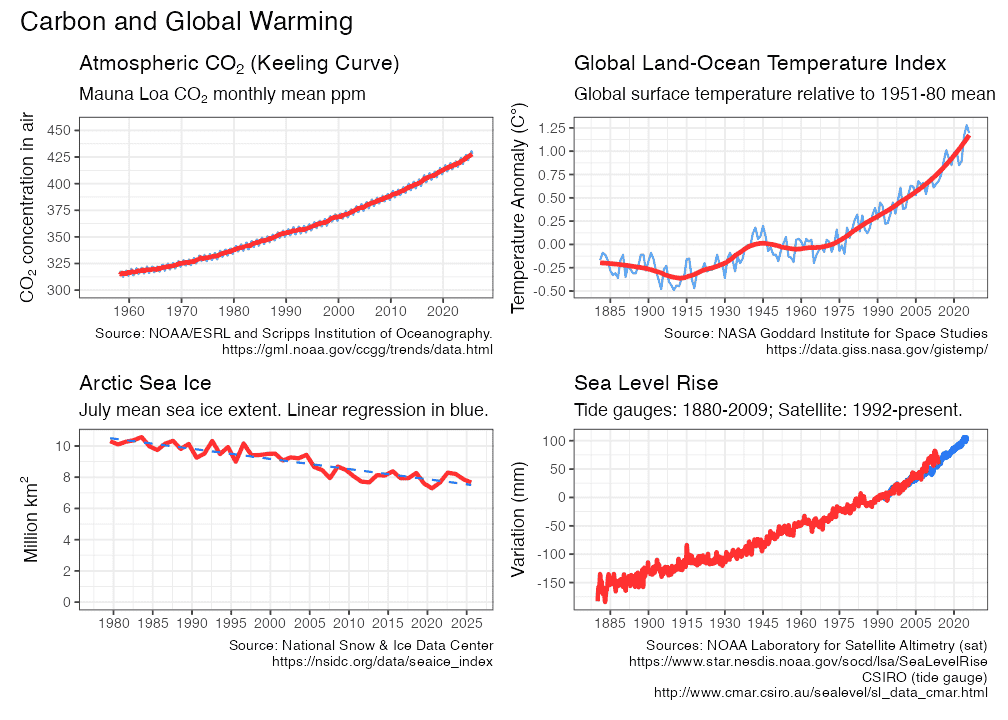 Carbon and Global Warming
Atmospheric CO₂ (Keeling Curve)
Mauna Loa CO₂ monthly mean ppm
CO₂ concentration in air
450
425
400
375
350
325
300
1960 1970 1980 1990 2000 2010 2020
Source: NOAA/ESRL and Scripps Institution of Oceanography.
https://gml.noaa.gov/ccgg/trends/data.html
Global Land-Ocean Temperature Index
Global surface temperature relative to 1951-80 mean
Temperature Anomaly (C°)
1.25
1.00
0.75
0.50
0.25
0.00
-0.25
-0.50
1885 1900 1915 1930 1945 1960 1975 1990 2005 2020
Source: NASA Goddard Institute for Space Studies
https://data.giss.nasa.gov/gistemp/
Arctic Sea Ice
July mean sea ice extent. Linear regression in blue.
Million km²
10
8
6
4
2
0
1980 1985 1990 1995 2000 2005 2010 2015 2020 2025
Source: National Snow & Ice Data Center
https://nsidc.org/data/seaice_index
Sea Level Rise
Tide gauges: 1880-2009; Satellite: 1992-present.
Variation (mm)
100
50
0
-50
-100
-150
1885 1900 1915 1930 1945 1960 1975 1990 2005 2020
Sources: NOAA Laboratory for Satellite Altimetry (sat)
https://www.star.nesdis.noaa.gov/socd/lsa/SeaLevelRise
CSIRO (tide gauge)
http://www.cmar.csiro.au/sealevel/sl_data_cmar.html